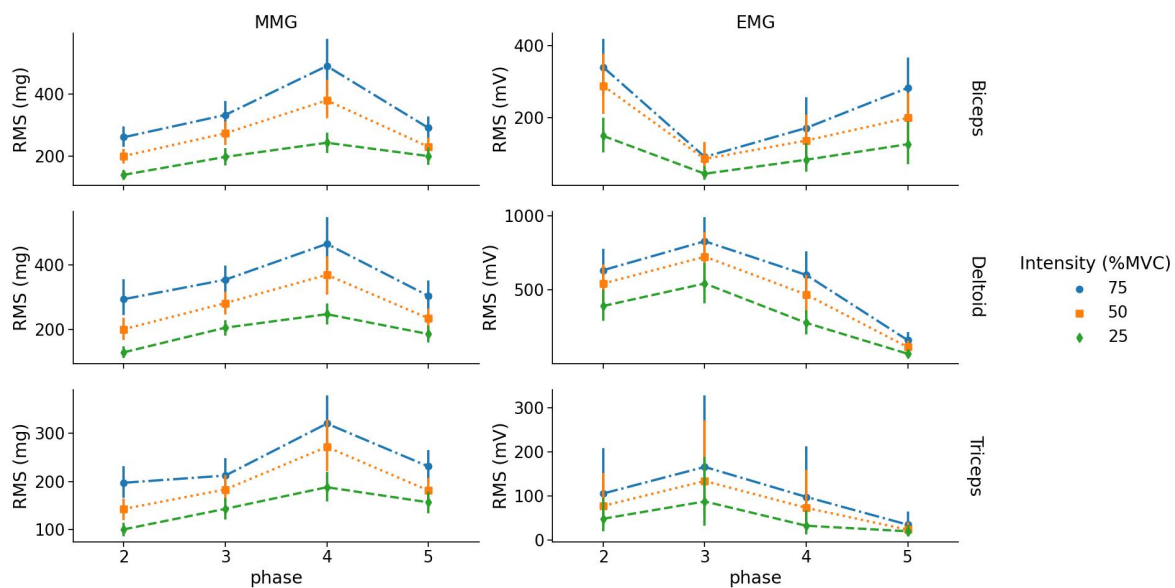 MMG
EMG
RMS (mg)
400
200
RMS (mV)
400
200
Biceps
RMS (mg)
400
200
RMS (mV)
1000
500
Deltoid
Intensity (%MVC)
75
50
25
RMS (mg)
300
200
100
2
3
4
5
phase
RMS (mV)
300
200
100
0
2
3
4
5
phase
Triceps